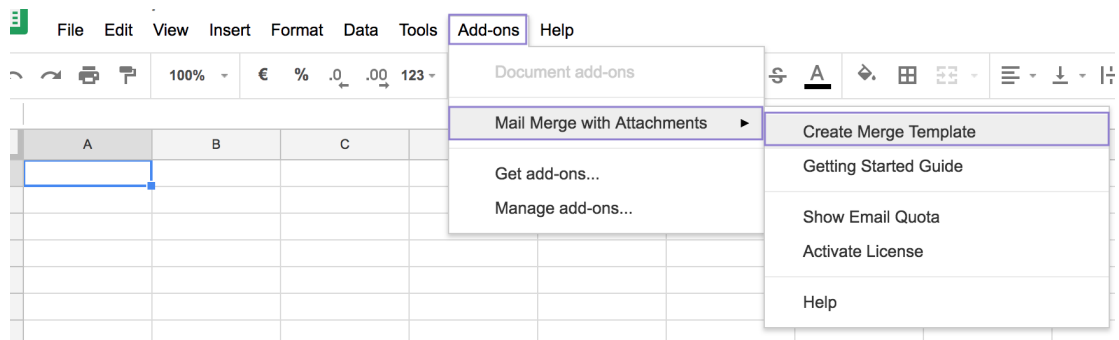 File Edit View Insert Format Data Tools Add-ons Help
100% € % .0 .00 123 S A
Document add-ons
Mail Merge with Attachments
Get add-ons...
Manage add-ons...
Create Merge Template
Getting Started Guide
Show Email Quota
Activate License
Help
A B C